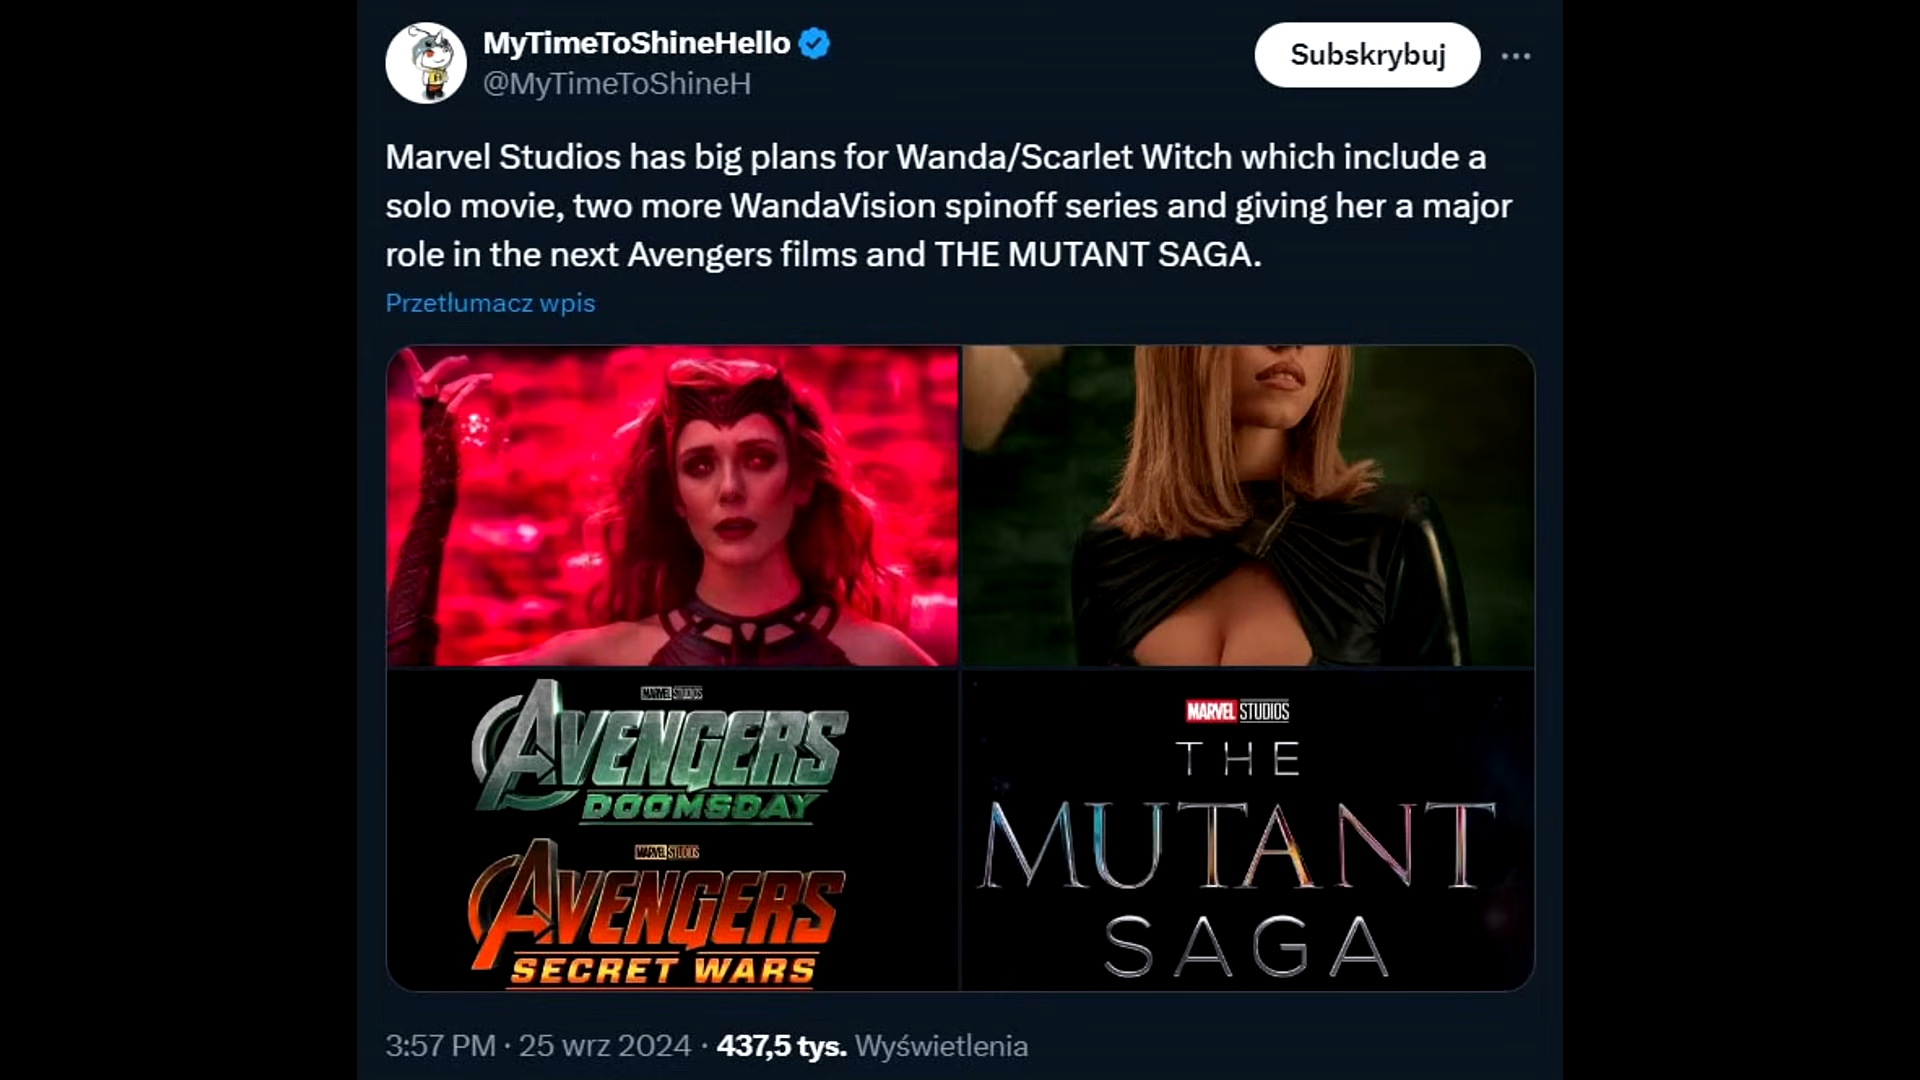 MyTimeToShineHello
@MyTimeToShineH
Subskrybuj
Marvel Studios has big plans for Wanda/Scarlet Witch which include a
solo movie, two more WandaVision spinoff series and giving her a major
role in the next Avengers films and THE MUTANT SAGA.
Przetłumacz wpis
MARVEL STUDIOS
AVENGERS
DOOMSDAY
MARVEL STUDIOS
AVENGERS
SECRET WARS
MARVEL STUDIOS
THE
MUTANT
SAGA
3:57 PM · 25 wrz 2024 · 437,5 tys. Wyświetlenia